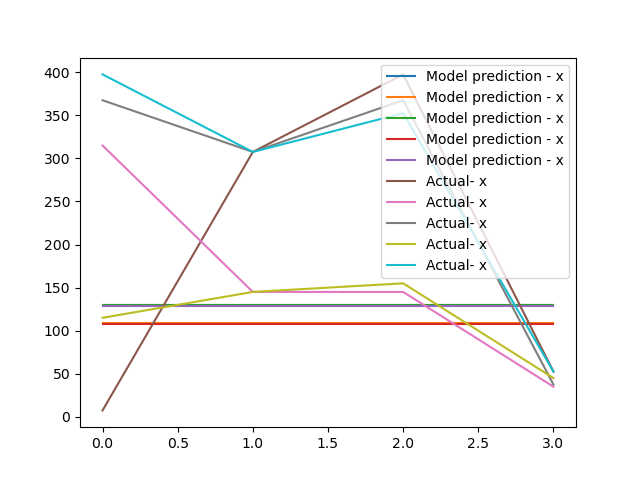 400
350
300
250
200
150
100
50
0
0.0 0.5 1.0 1.5 2.0 2.5 3.0
Model prediction - x
Model prediction - x
Model prediction - x
Model prediction - x
Model prediction - x
Actual- x
Actual- x
Actual- x
Actual- x
Actual- x